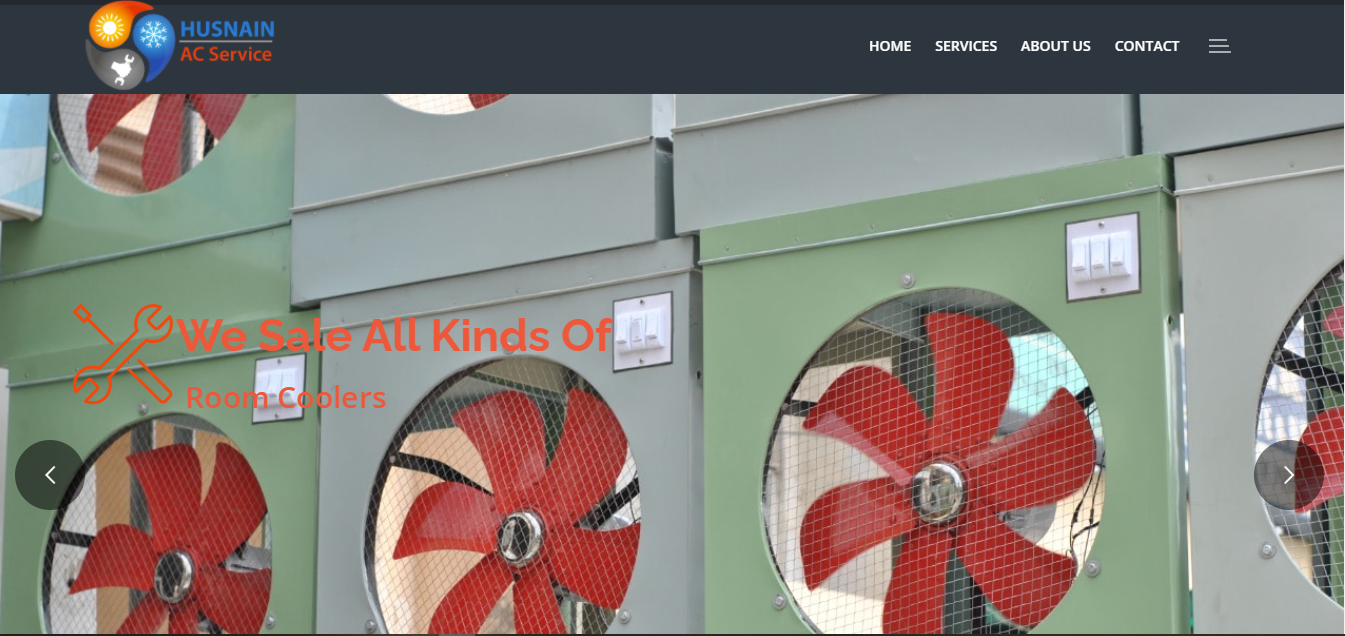 HUSNAIN
AC Service
HOME SERVICES ABOUT US CONTACT
We Sale All Kinds Of
Room Coolers